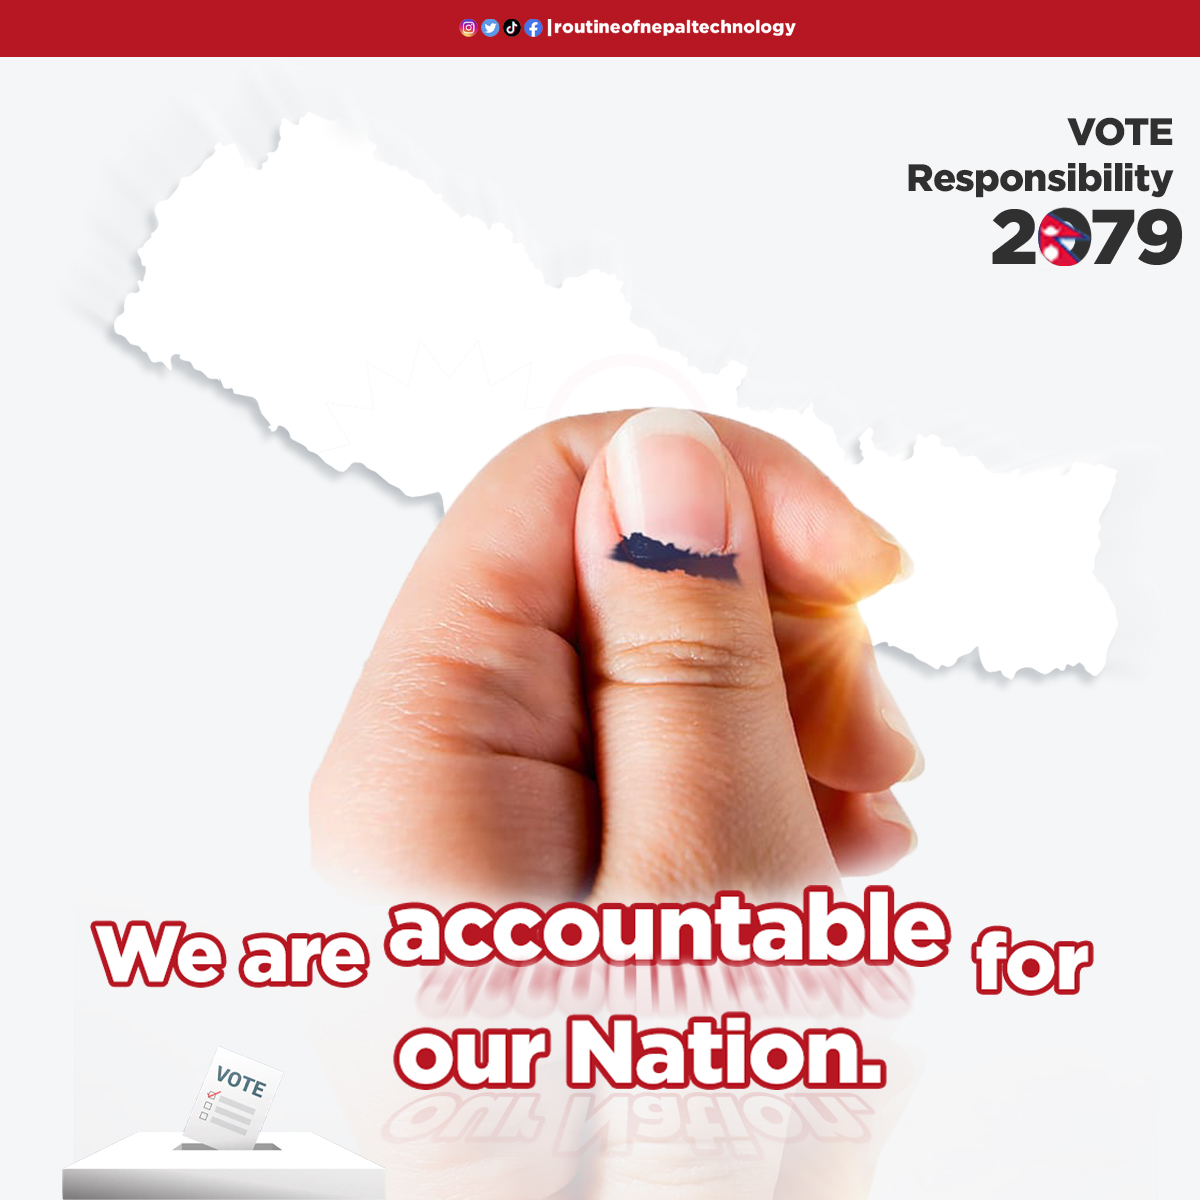 |routineofnepaltechnology
VOTE
Responsibility
2079
We are accountable for
our Nation.
VOTE